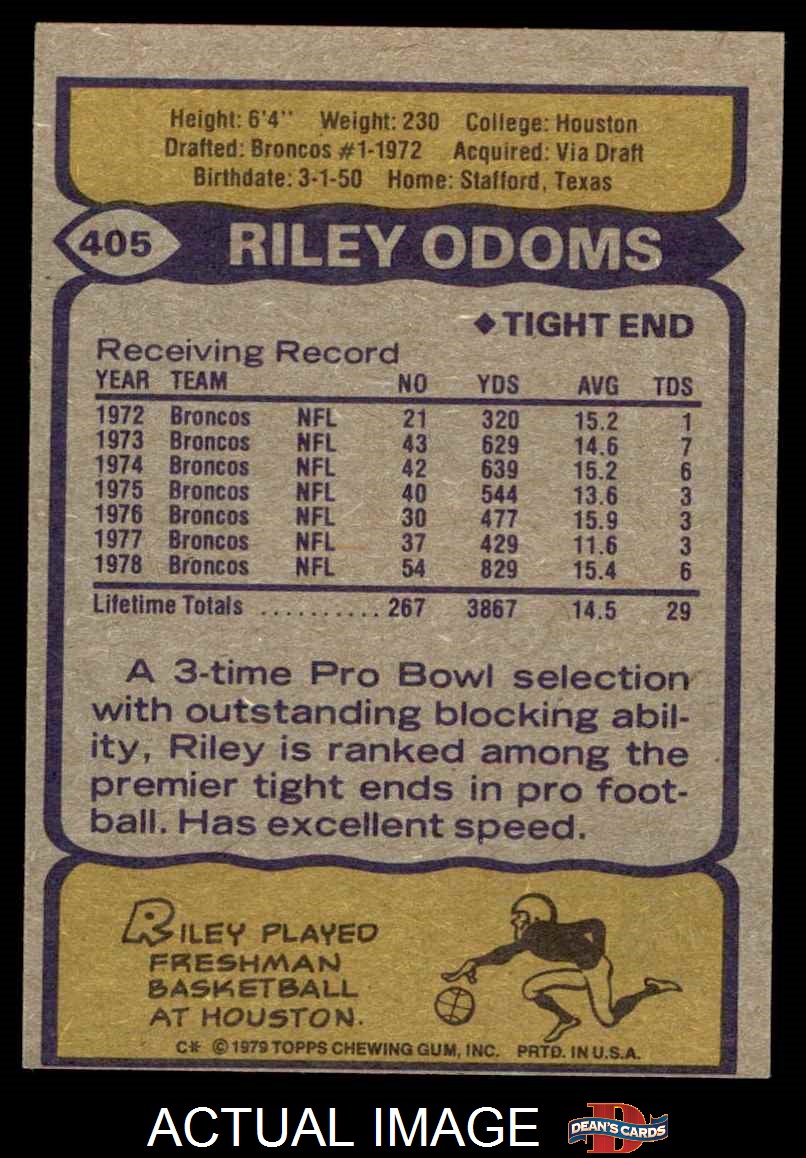 Height: 6'4" Weight: 230 College: Houston
Drafted: Broncos #1-1972 Acquired: Via Draft
Birthdate: 3-1-50 Home: Stafford, Texas
405 RILEY ODOMS
◆TIGHT END
Receiving Record
YEAR TEAM NO YDS AVG TDS
1972 Broncos NFL 21 320 15.2 1
1973 Broncos NFL 43 629 14.6 7
1974 Broncos NFL 42 639 15.2 6
1975 Broncos NFL 40 544 13.6 3
1976 Broncos NFL 30 477 15.9 3
1977 Broncos NFL 37 429 11.6 3
1978 Broncos NFL 54 829 15.4 6
Lifetime Totals .......... 267 3867 14.5 29
A 3-time Pro Bowl selection
with outstanding blocking abil-
ity, Riley is ranked among the
premier tight ends in pro foot-
ball. Has excellent speed.
RILEY PLAYED
FRESHMAN
BASKETBALL
AT HOUSTON.
C* ©1979 TOPPS CHEWING GUM, INC. PRTD. IN U.S.A.
ACTUAL IMAGE D DEAN'S CARDS